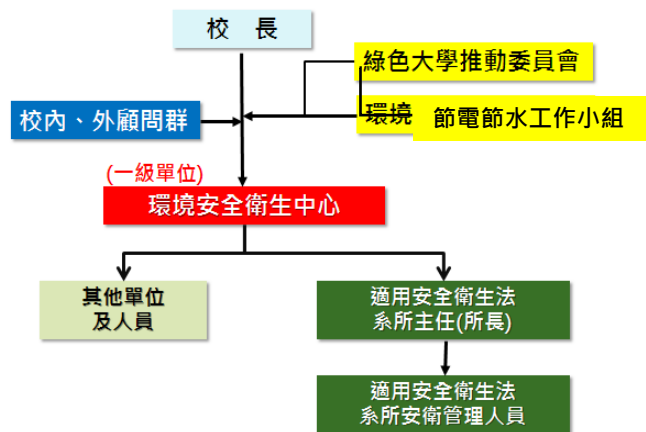 校 長
綠色大學推動委員會
校內、外顧問群
環境
節電節水工作小組
(一級單位)
環境安全衛生中心
其他單位
及人員
適用安全衛生法
系所主任(所長)
適用安全衛生法
系所安衛管理人員